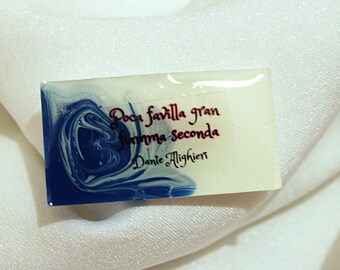 Poca favilla gran
fiamma seconda
Dante Alighieri